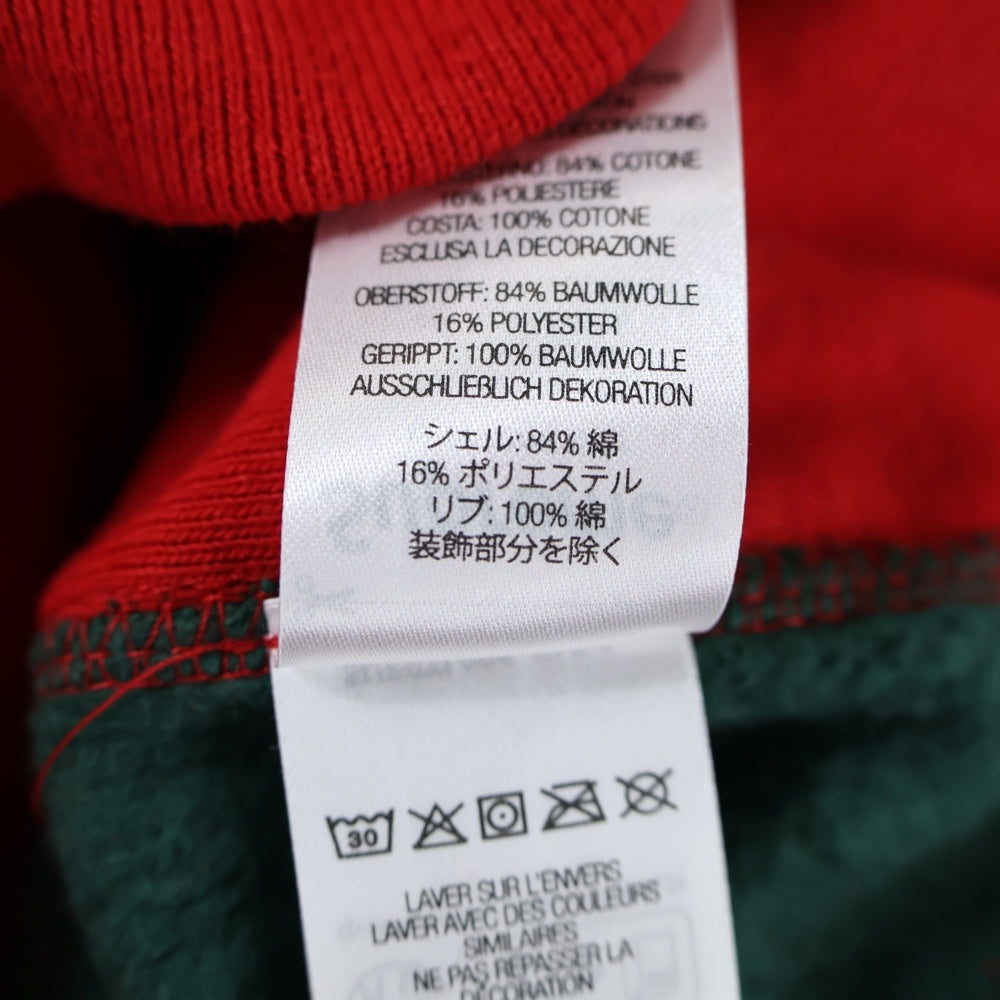 DECORATIONS
84% COTONE
16% POLIESTERE
COSTA: 100% COTONE
ESCLUSA LA DECORAZIONE
OBERSTOFF: 84% BAUMWOLLE
16% POLYESTER
GERIPPT: 100% BAUMWOLLE
AUSSCHLIEßLICH DEKORATION
シェル: 84% 綿
16% ポリエステル
リブ: 100% 綿
装飾部分を除く
30
LAVER SUR L'ENVERS
LAVER AVEC DES COULEURS
SIMILAIRES
NE PAS REPASSER LA
DÉCORATION